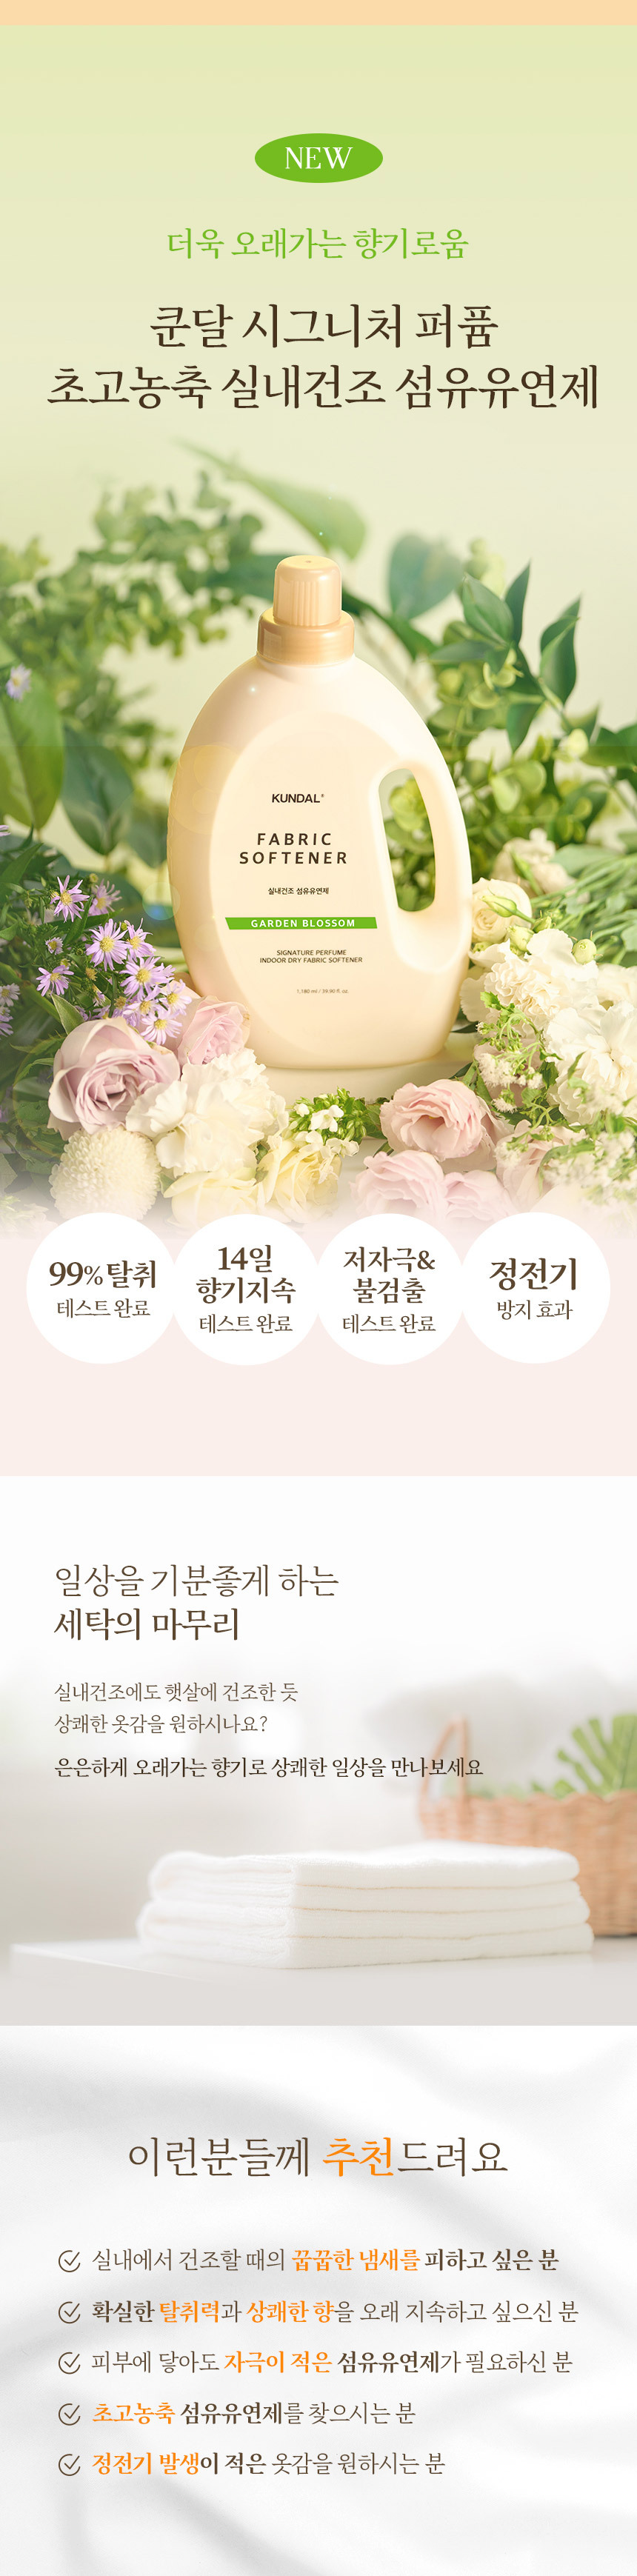 NEW
더욱 오래가는 향기로움
쿤달 시그니처 퍼퓸
초고농축 실내건조 섬유유연제
KUNDAL®
FABRIC
SOFTENER
실내건조 섬유유연제
GARDEN BLOSSOM
SIGNATURE PERFUME
INDOOR DRY FABRIC SOFTENER
1,180 ml / 39.90 fl. oz.
99% 탈취
테스트 완료
14일
향기지속
테스트 완료
저자극&
불검출
테스트 완료
정전기
방지 효과
일상을 기분좋게 하는
세탁의 마무리
실내건조에도 햇살에 건조한 듯
상쾌한 옷감을 원하시나요?
은은하게 오래가는 향기로 상쾌한 일상을 만나보세요
이런분들께 추천드려요
실내에서 건조할 때의 꿉꿉한 냄새를 피하고 싶은 분
확실한 탈취력과 상쾌한 향을 오래 지속하고 싶으신 분
피부에 닿아도 자극이 적은 섬유유연제가 필요하신 분
초고농축 섬유유연제를 찾으시는 분
정전기 발생이 적은 옷감을 원하시는 분